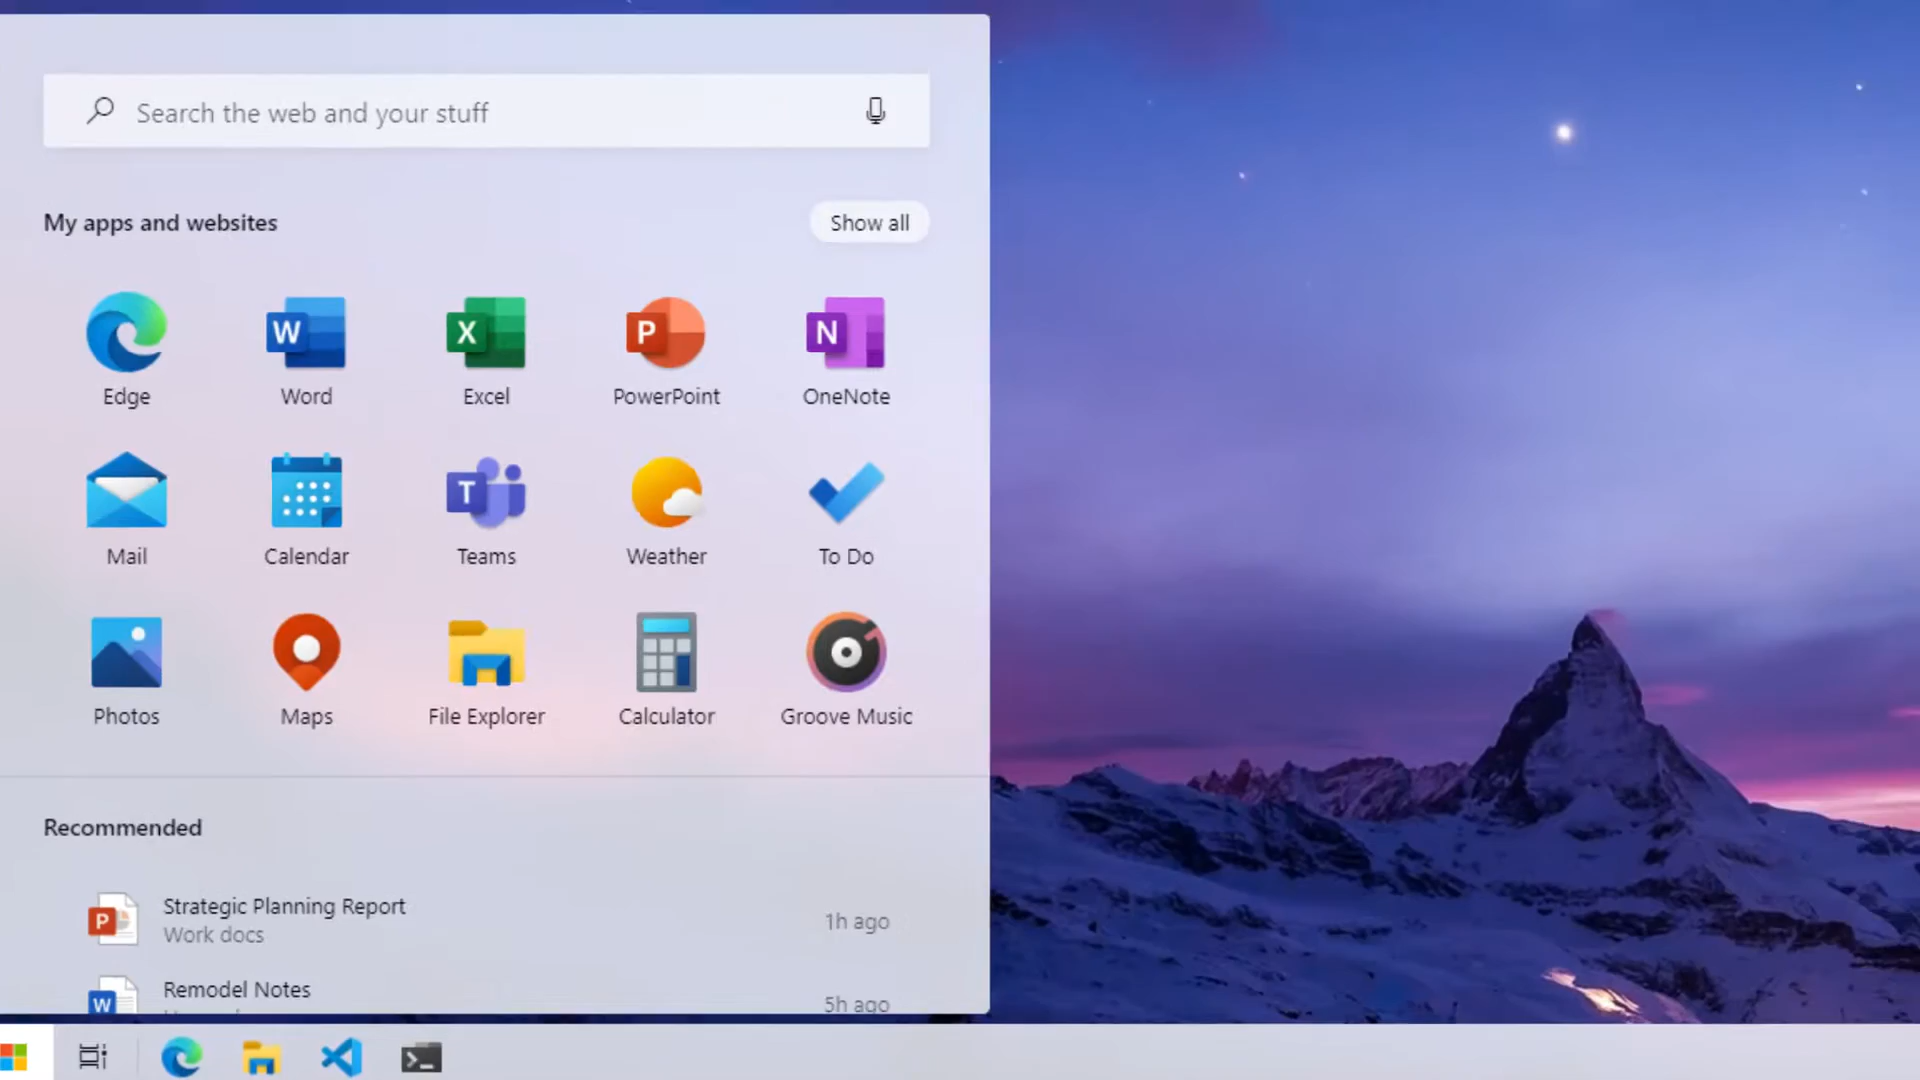 Search the web and your stuff
My apps and websites
Show all
Edge
Word
Excel
PowerPoint
OneNote
Mail
Calendar
Teams
Weather
To Do
Photos
Maps
File Explorer
Calculator
Groove Music
Recommended
Strategic Planning Report
Work docs
1h ago
Remodel Notes
5h ago